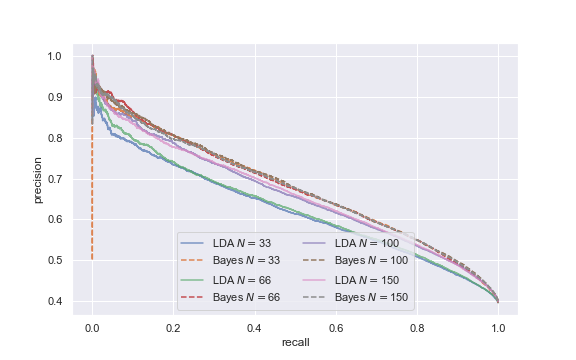 1.0
0.9
0.8
0.7
0.6
0.5
0.4
precision
LDA N = 33
Bayes N = 33
LDA N = 66
Bayes N = 66
LDA N = 100
Bayes N = 100
LDA N = 150
Bayes N = 150
0.0 0.2 0.4 0.6 0.8 1.0
recall